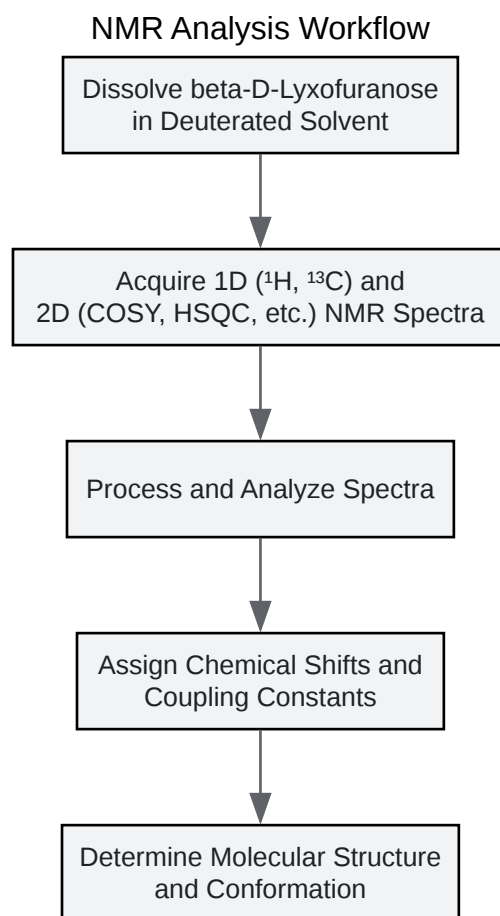 NMR Analysis Workflow
Dissolve beta-D-Lyxofuranose
in Deuterated Solvent
Acquire 1D (¹H, ¹³C) and
2D (COSY, HSQC, etc.) NMR Spectra
Process and Analyze Spectra
Assign Chemical Shifts and
Coupling Constants
Determine Molecular Structure
and Conformation